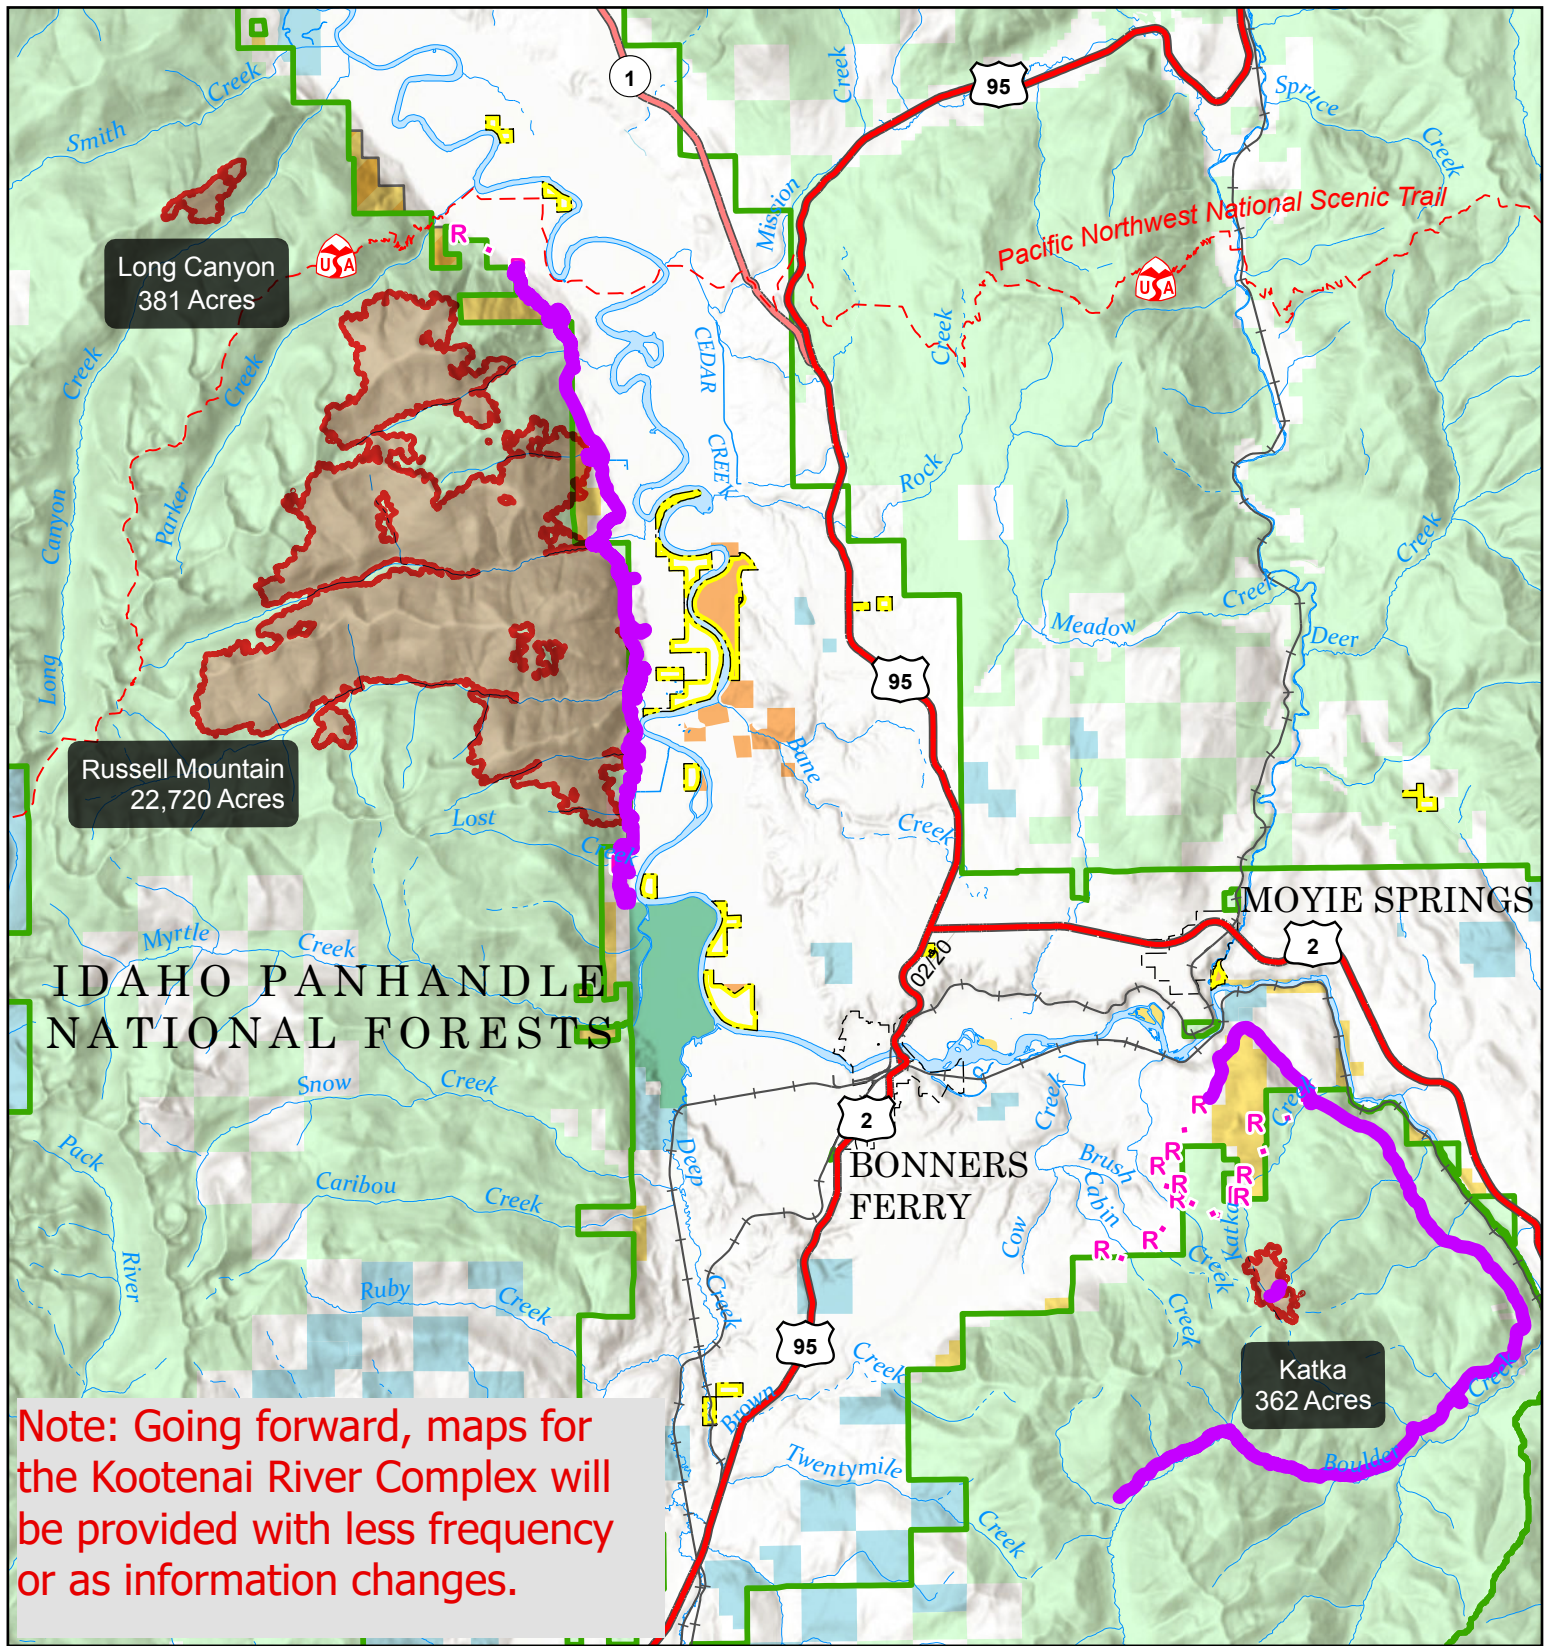 Creek
1
Creek
95
Spruce
Creek
Smith
Mission
Pacific Northwest National Scenic Trail
R
USA
USA
Long Canyon
381 Acres
Creek
Creek
CEDAR
CREEK
Creek
Rock
Canyon
Parker
Creek
Creek
Meadow
Deer
Long
95
Russell Mountain
22,720 Acres
Bane
Creek
Lost
Creek
MOYIE SPRINGS
2
Myrtle
Creek
02/20
IDAHO PANHANDLE
NATIONAL FORESTS
Snow
Creek
Creek
Creek
R
R
2
Pack
Deep
BONNERS
FERRY
Brush
Cabin
R
R
R
R
R
R
Caribou
Creek
Cow
Katka
R
R
River
Creek
Ruby
Creek
Creek
Creek
95
Creek
Katka
362 Acres
Creek
Brown
Boulder
Twentymile
Creek
Note: Going forward, maps for
the Kootenai River Complex will
be provided with less frequency
or as information changes.